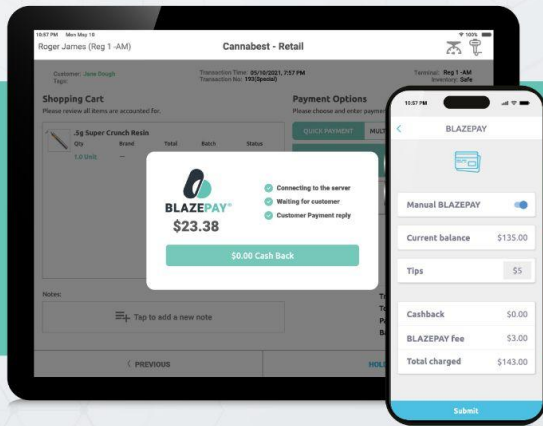 10:57 PM Mon May 10
100%
Roger James (Reg 1 -AM)
Cannabest - Retail
Customer: Jane Dough
Tags:
Transaction Time: 05/10/2021, 7:57 PM
Transaction No: 193(Special)
Terminal: Reg 1 -AM
Inventory: Safe
Shopping Cart
Please review all items are accounted for.
Payment Options
Please choose and enter paymen
QUICK PAYMENT
MULT
.5g Super Crunch Resin
Qty Brand Total Batch Status
1.0 Unit
BLAZEPAY
$23.38
Connecting to the server
Waiting for customer
Customer Payment reply
$0.00 Cash Back
Notes:
Tap to add a new note
PREVIOUS
HOLD
10:57 PM
BLAZEPAY
Manual BLAZEPAY
Current balance $135.00
Tips $5
Cashback $0.00
BLAZEPAY fee $3.00
Total charged $143.00
Submit